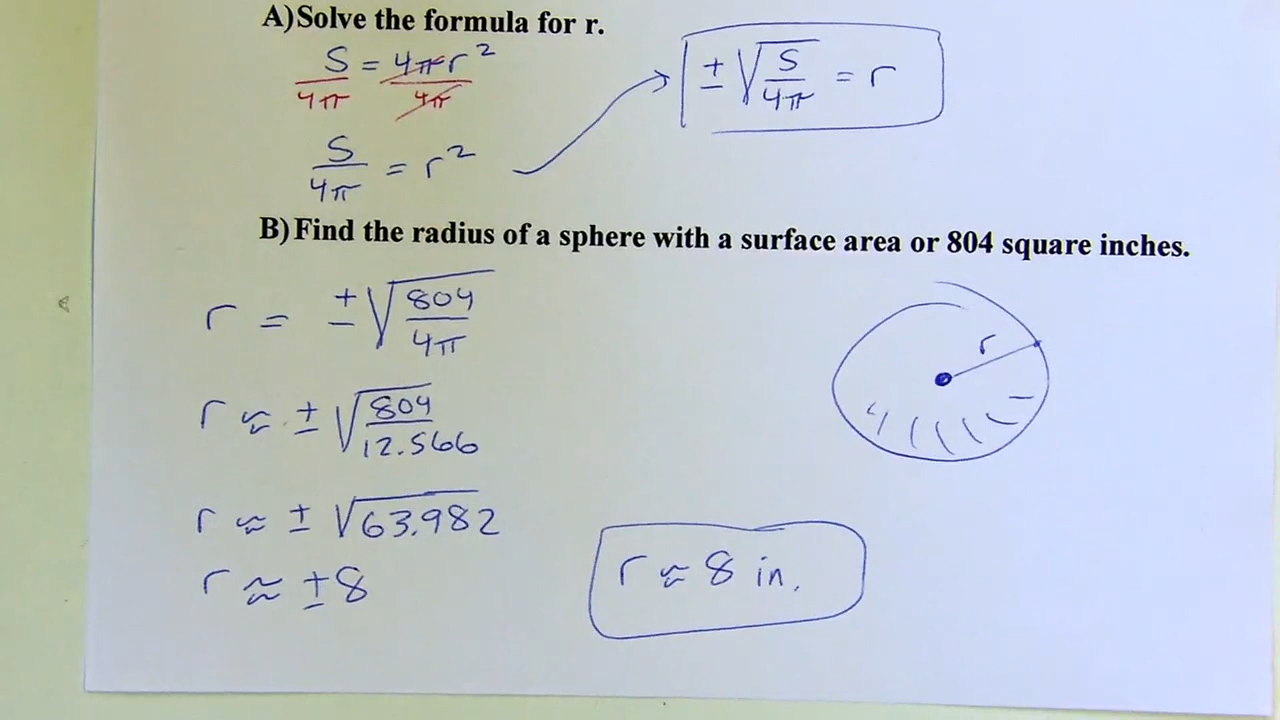 A) Solve the formula for r.
S = 4πr²
4π 4π
S/4π = r²
± √(S/4π) = r
B) Find the radius of a sphere with a surface area or 804 square inches.
r = ± √(804/4π)
r ≈ ± √(804/12.566)
r ≈ ± √63.982
r ≈ ±8
r ≈ 8 in.
r